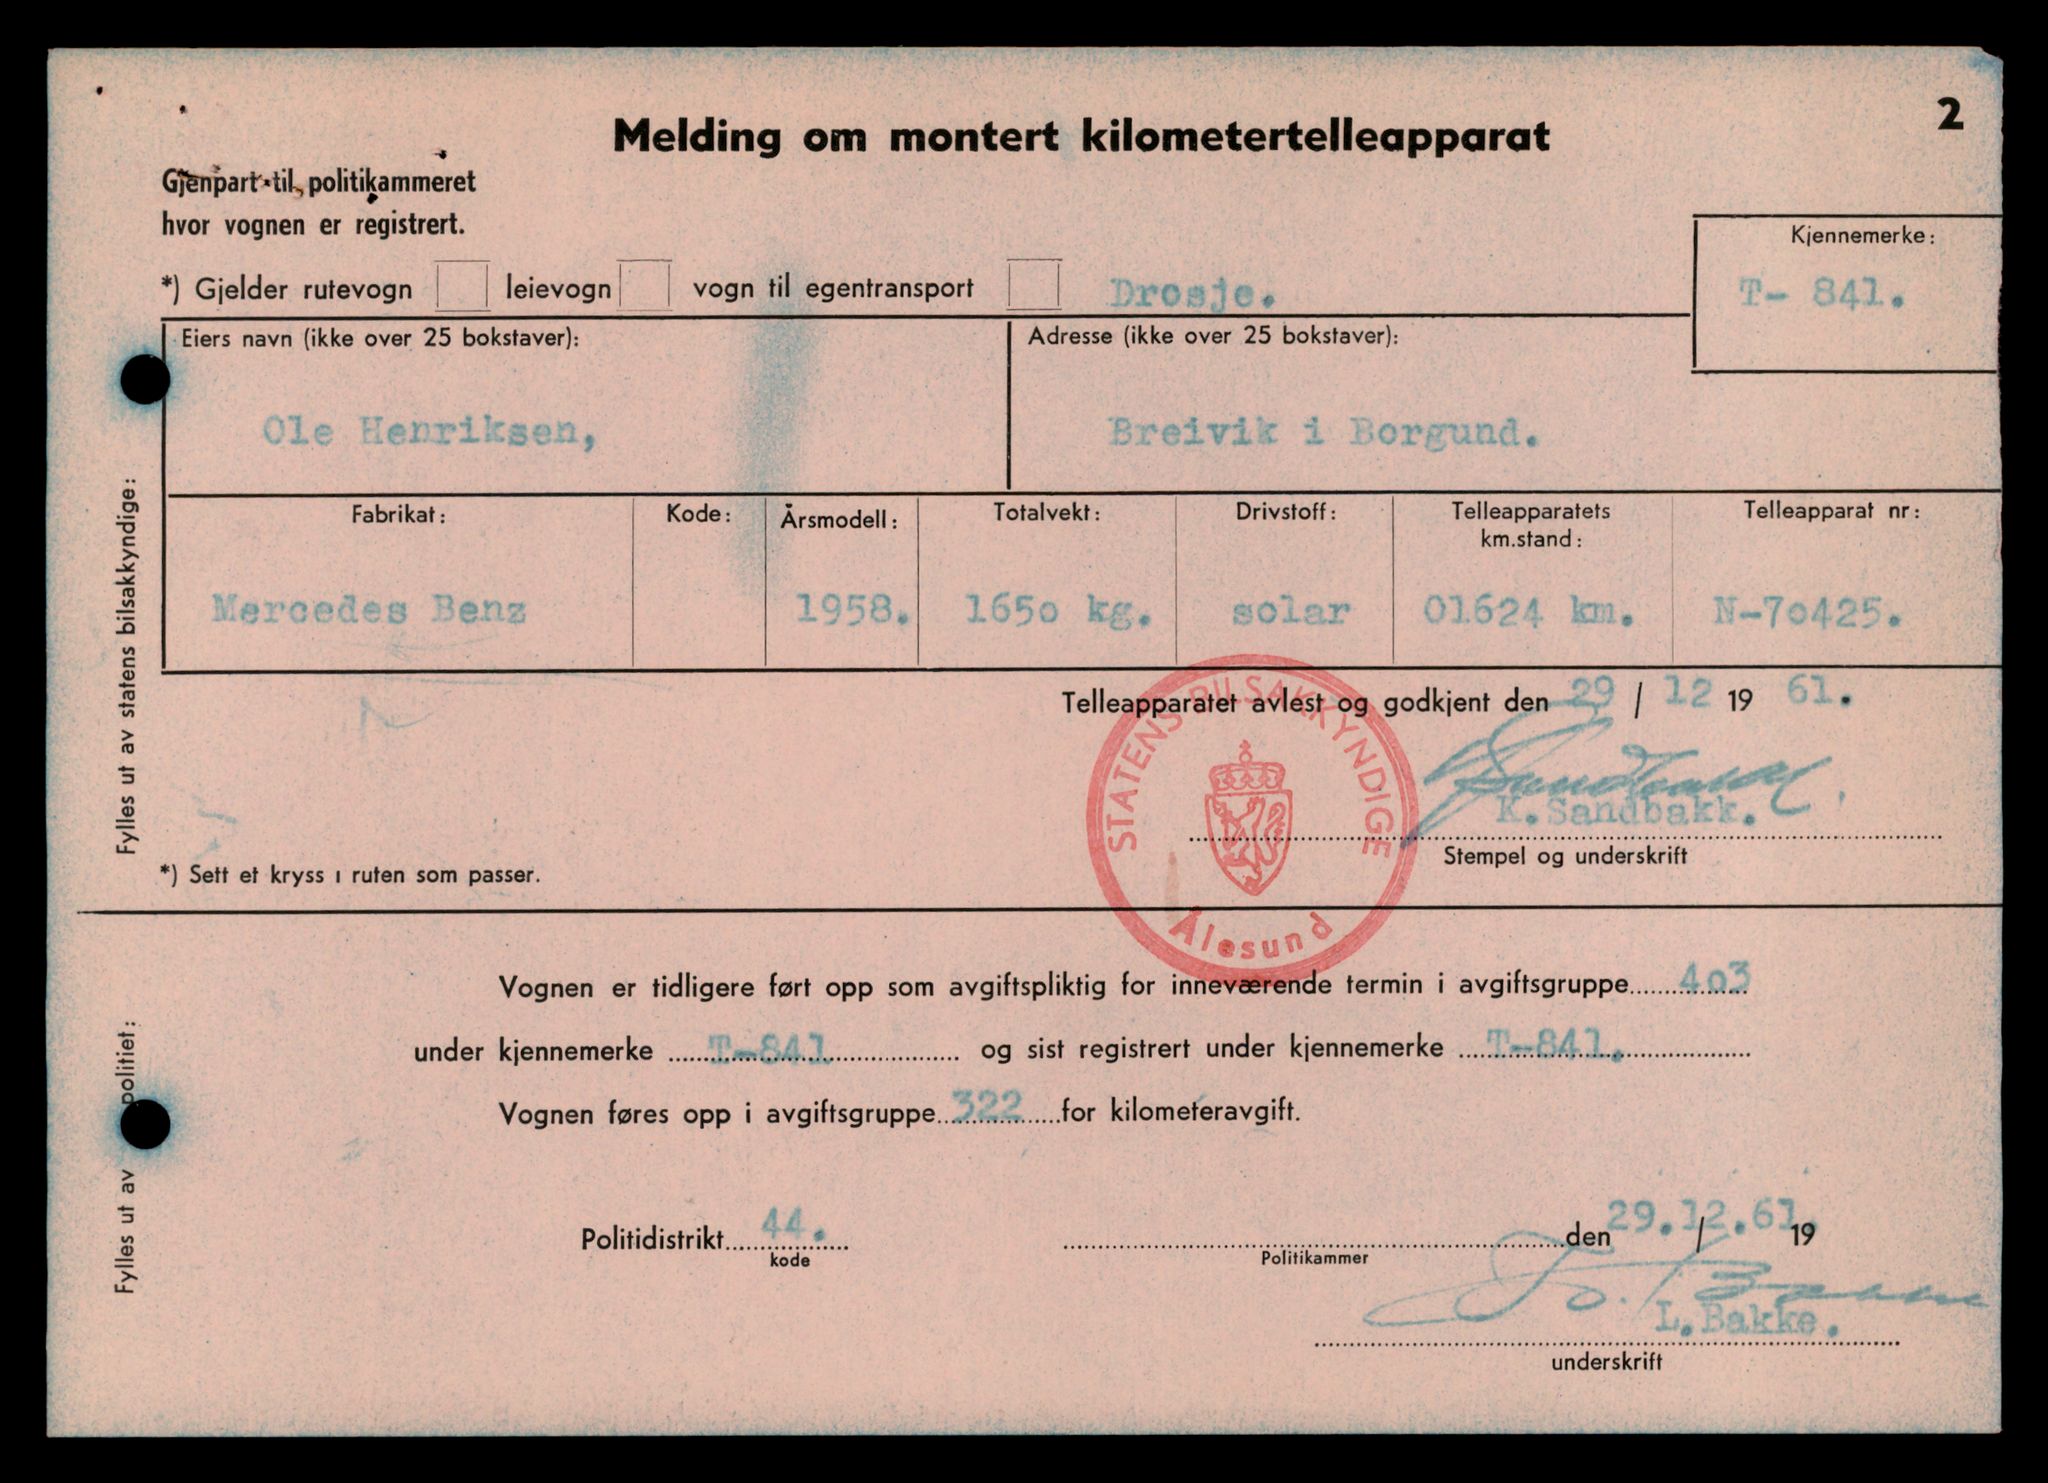 2
Melding om montert kilometertelleapparat
Gjenpart til politikammeret
hvor vognen er registrert.
Kjennemerke:
T- 841.
*) Gjelder rutevogn leievogn vogn til egentransport Drosje.
Eiers navn (ikke over 25 bokstaver): Adresse (ikke over 25 bokstaver):
Ole Henriksen, Breivik i Borgund.
Fabrikat: Kode: Årsmodell: Totalvekt: Drivstoff: Telleapparatets km.stand: Telleapparat nr:
Mercedes Benz 1958. 1650 kg. solar 01624 km. N-70425.
Telleapparatet avlest og godkjent den 29 / 12 19 61.
STATENS BILSAKKYNDIGE
Ålesund
K. Sandbakk.
Stempel og underskrift
*) Sett et kryss i ruten som passer.
Fylles ut av statens bilsakkyndige:
Vognen er tidligere ført opp som avgiftspliktig for inneværende termin i avgiftsgruppe 403
under kjennemerke T-841 og sist registrert under kjennemerke T-841.
Vognen føres opp i avgiftsgruppe 322 for kilometeravgift.
Politidistrikt 44. den 29.12.61. / 19
kode Politikammer
L. Bakke.
underskrift
Fylles ut av politiet: